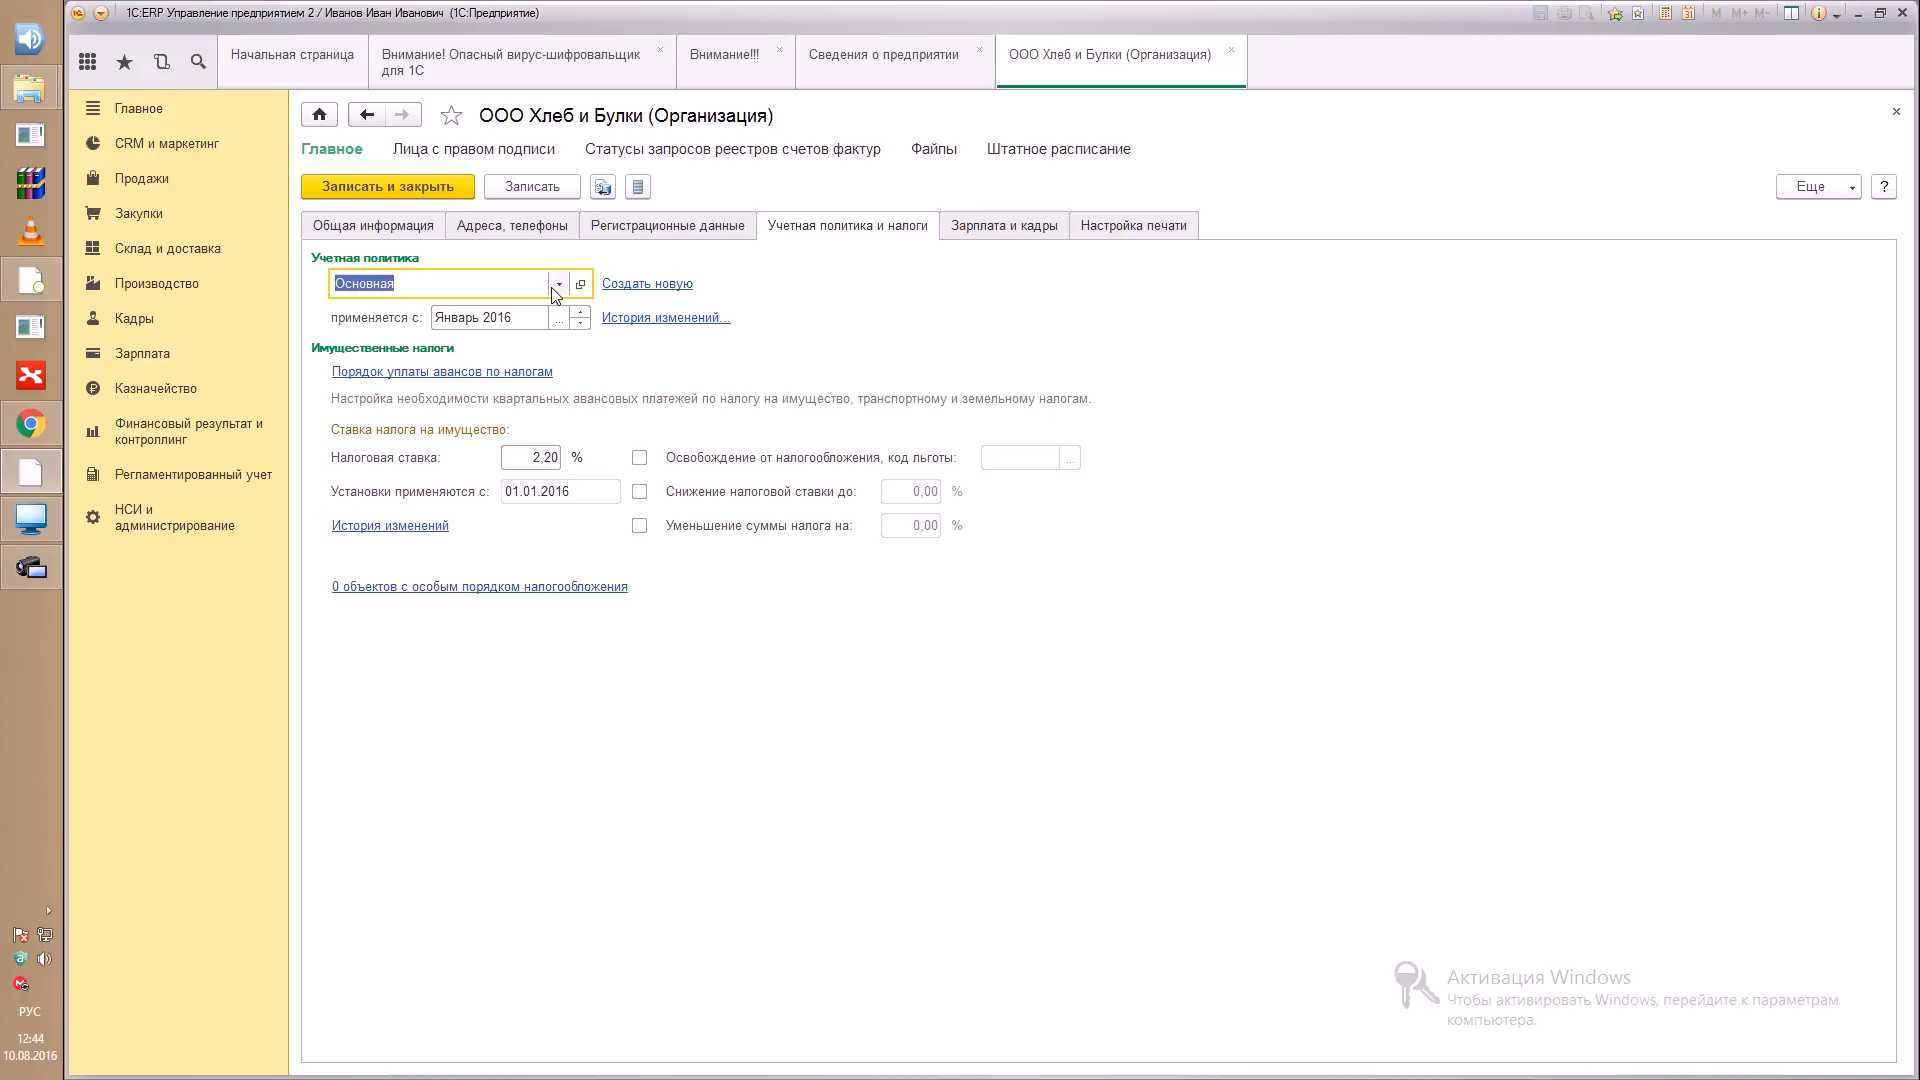 1С:ERP Управление предприятием 2 / Иванов Иван Иванович (1С:Предприятие)
M M+ M-
Начальная страница
Внимание! Опасный вирус-шифровальщик
для 1С
Внимание!!!
Сведения о предприятии
ООО Хлеб и Булки (Организация)
Главное
CRM и маркетинг
Продажи
Закупки
Склад и доставка
Производство
Кадры
Зарплата
Казначейство
Финансовый результат и
контроллинг
Регламентированный учет
НСИ и
администрирование
ООО Хлеб и Булки (Организация)
Главное
Лица с правом подписи
Статусы запросов реестров счетов фактур
Файлы
Штатное расписание
Записать и закрыть
Записать
Еще
?
Общая информация
Адреса, телефоны
Регистрационные данные
Учетная политика и налоги
Зарплата и кадры
Настройка печати
Учетная политика
Основная
Создать новую
применяется с: Январь 2016 ...
История изменений...
Имущественные налоги
Порядок уплаты авансов по налогам
Настройка необходимости квартальных авансовых платежей по налогу на имущество, транспортному и земельному налогам.
Ставка налога на имущество:
Налоговая ставка: 2,20 %
Освобождение от налогообложения, код льготы: ...
Установки применяются с: 01.01.2016
Снижение налоговой ставки до: 0,00 %
История изменений
Уменьшение суммы налога на: 0,00 %
0 объектов с особым порядком налогообложения
Активация Windows
Чтобы активировать Windows, перейдите к параметрам
компьютера.
РУС
12:44
10.08.2016